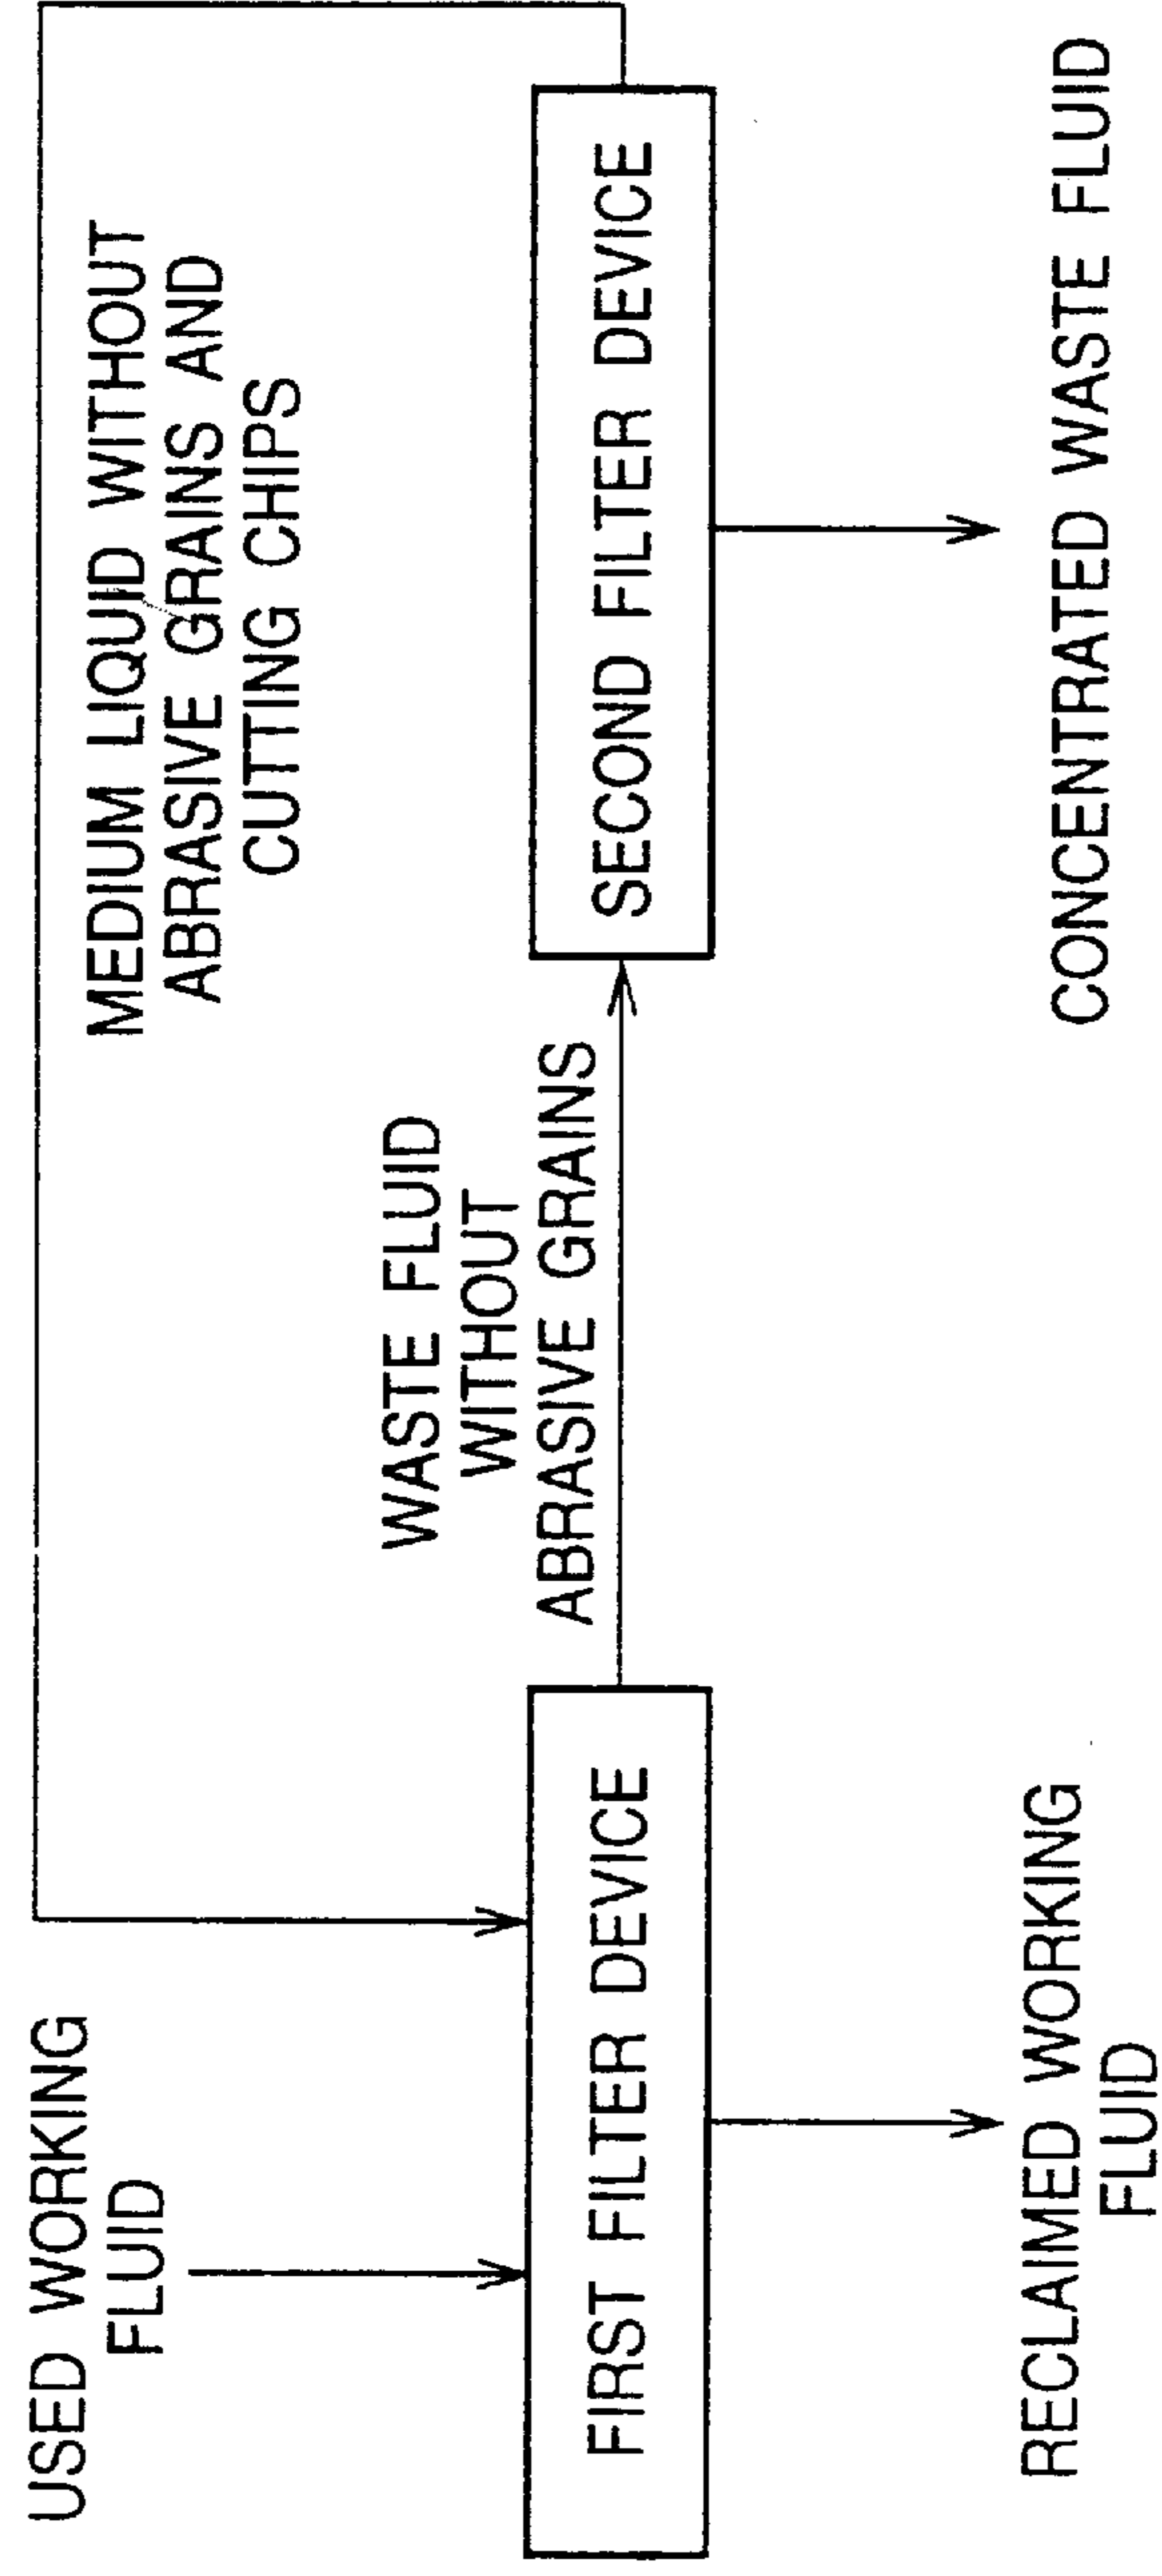 USED WORKING
FLUID
MEDIUM LIQUID WITHOUT
ABRASIVE GRAINS AND
CUTTING CHIPS
WASTE FLUID
WITHOUT
ABRASIVE GRAINS
FIRST FILTER DEVICE
SECOND FILTER DEVICE
RECLAIMED WORKING
FLUID
CONCENTRATED WASTE FLUID